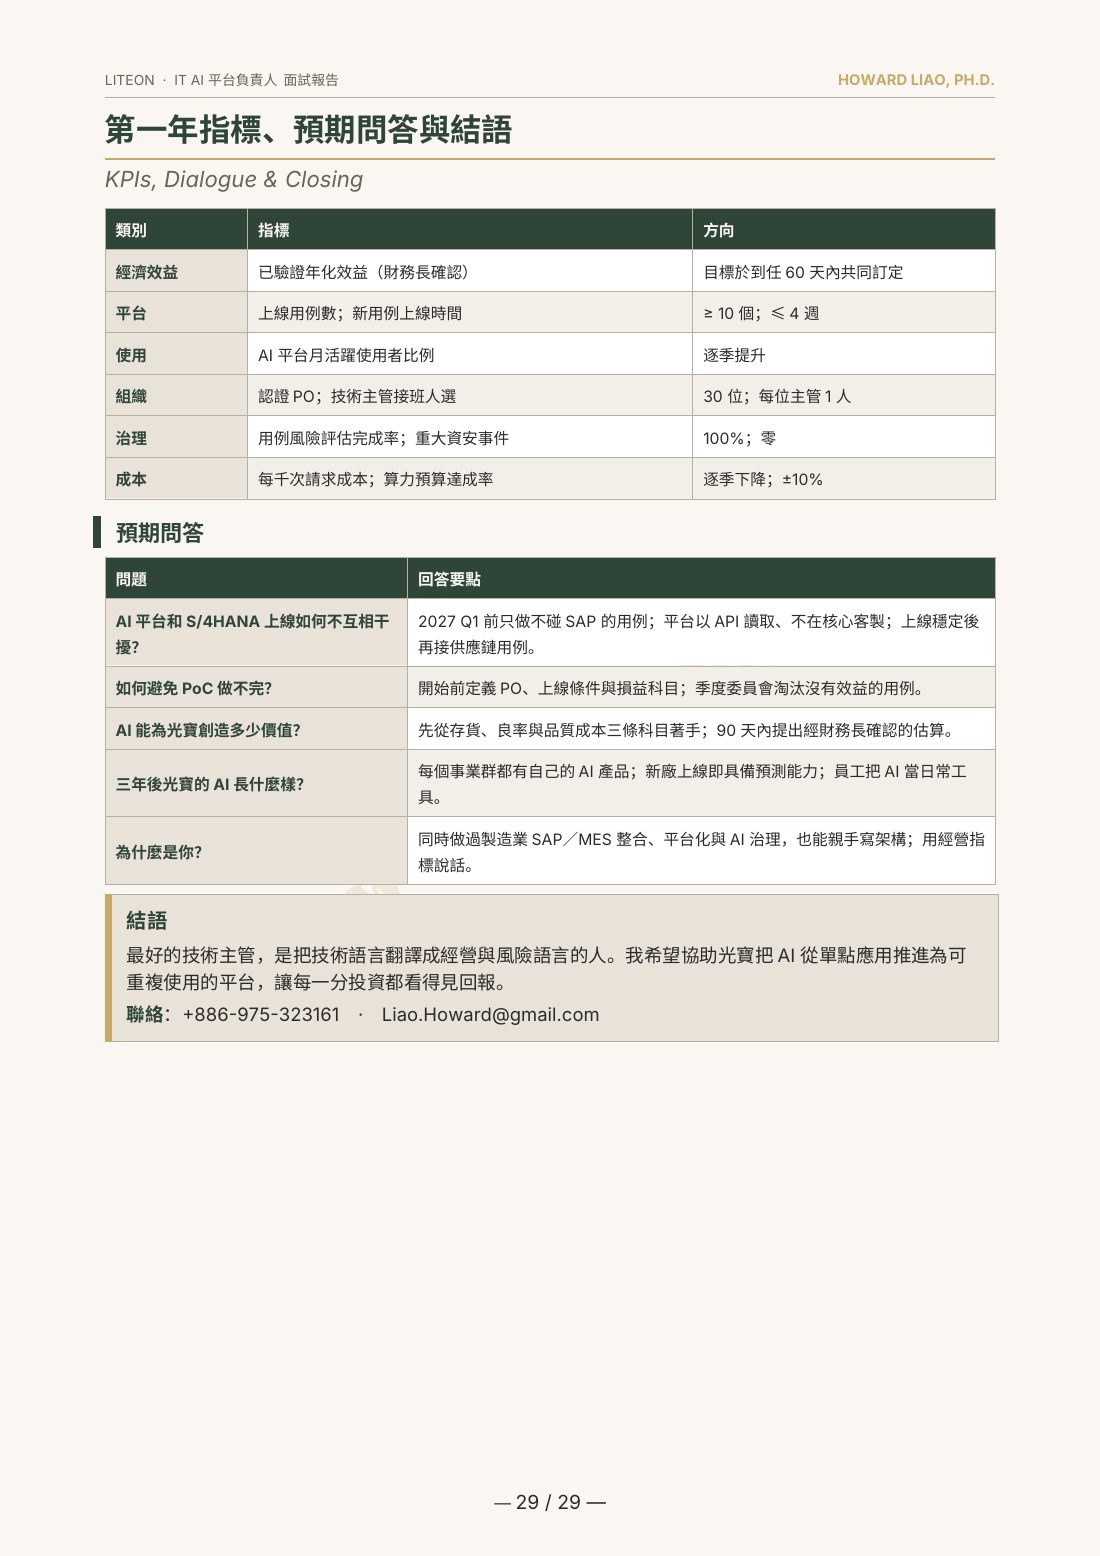 LITEON · IT AI 平台負責人 面試報告
HOWARD LIAO, PH.D.
第一年指標、預期問答與結語
KPIs, Dialogue & Closing
類別 指標 方向
經濟效益 已驗證年化效益（財務長確認） 目標於到任 60 天內共同訂定
平台 上線用例數；新用例上線時間 ≥ 10 個；≤ 4 週
使用 AI 平台月活躍使用者比例 逐季提升
組織 認證 PO；技術主管接班人選 30 位；每位主管 1 人
治理 用例風險評估完成率；重大資安事件 100%；零
成本 每千次請求成本；算力預算達成率 逐季下降；±10%
預期問答
問題 回答要點
AI 平台和 S/4HANA 上線如何不互相干
擾？
2027 Q1 前只做不碰 SAP 的用例；平台以 API 讀取、不在核心客製；上線穩定後
再接供應鏈用例。
如何避免 PoC 做不完？ 開始前定義 PO、上線條件與損益科目；季度委員會淘汰沒有效益的用例。
AI 能為光寶創造多少價值？ 先從存貨、良率與品質成本三條科目著手；90 天內提出經財務長確認的估算。
三年後光寶的 AI 長什麼樣？
每個事業群都有自己的 AI 產品；新廠上線即具備預測能力；員工把 AI 當日常工
具。
為什麼是你？
同時做過製造業 SAP／MES 整合、平台化與 AI 治理，也能親手寫架構；用經營指
標說話。
結語
最好的技術主管，是把技術語言翻譯成經營與風險語言的人。我希望協助光寶把 AI 從單點應用推進為可
重複使用的平台，讓每一分投資都看得見回報。
聯絡：+886-975-323161 · Liao.Howard@gmail.com
— 29 / 29 —